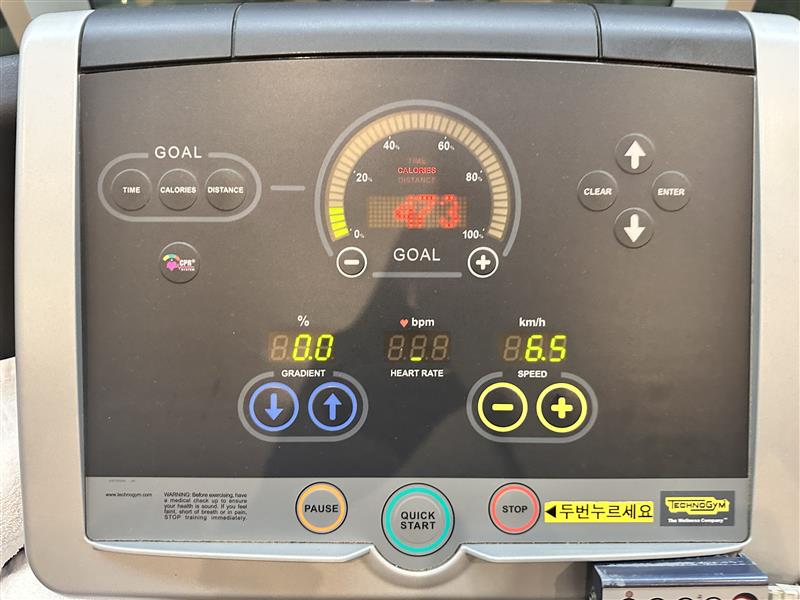 GOAL
TIME
CALORIES
DISTANCE
0%
20%
40%
60%
80%
100%
TIME
CALORIES
DISTANCE
473
GOAL
CLEAR
ENTER
CPR
SYSTEM
%
0.0
GRADIENT
bpm
HEART RATE
km/h
6.5
SPEED
www.technogym.com
WARNING: Before exercising, have
a medical check up to ensure
your health is sound. If you feel
faint, short of breath or in pain,
STOP training immediately.
PAUSE
QUICK
START
STOP
두번누르세요
TECHNOGYM
The Wellness Company™